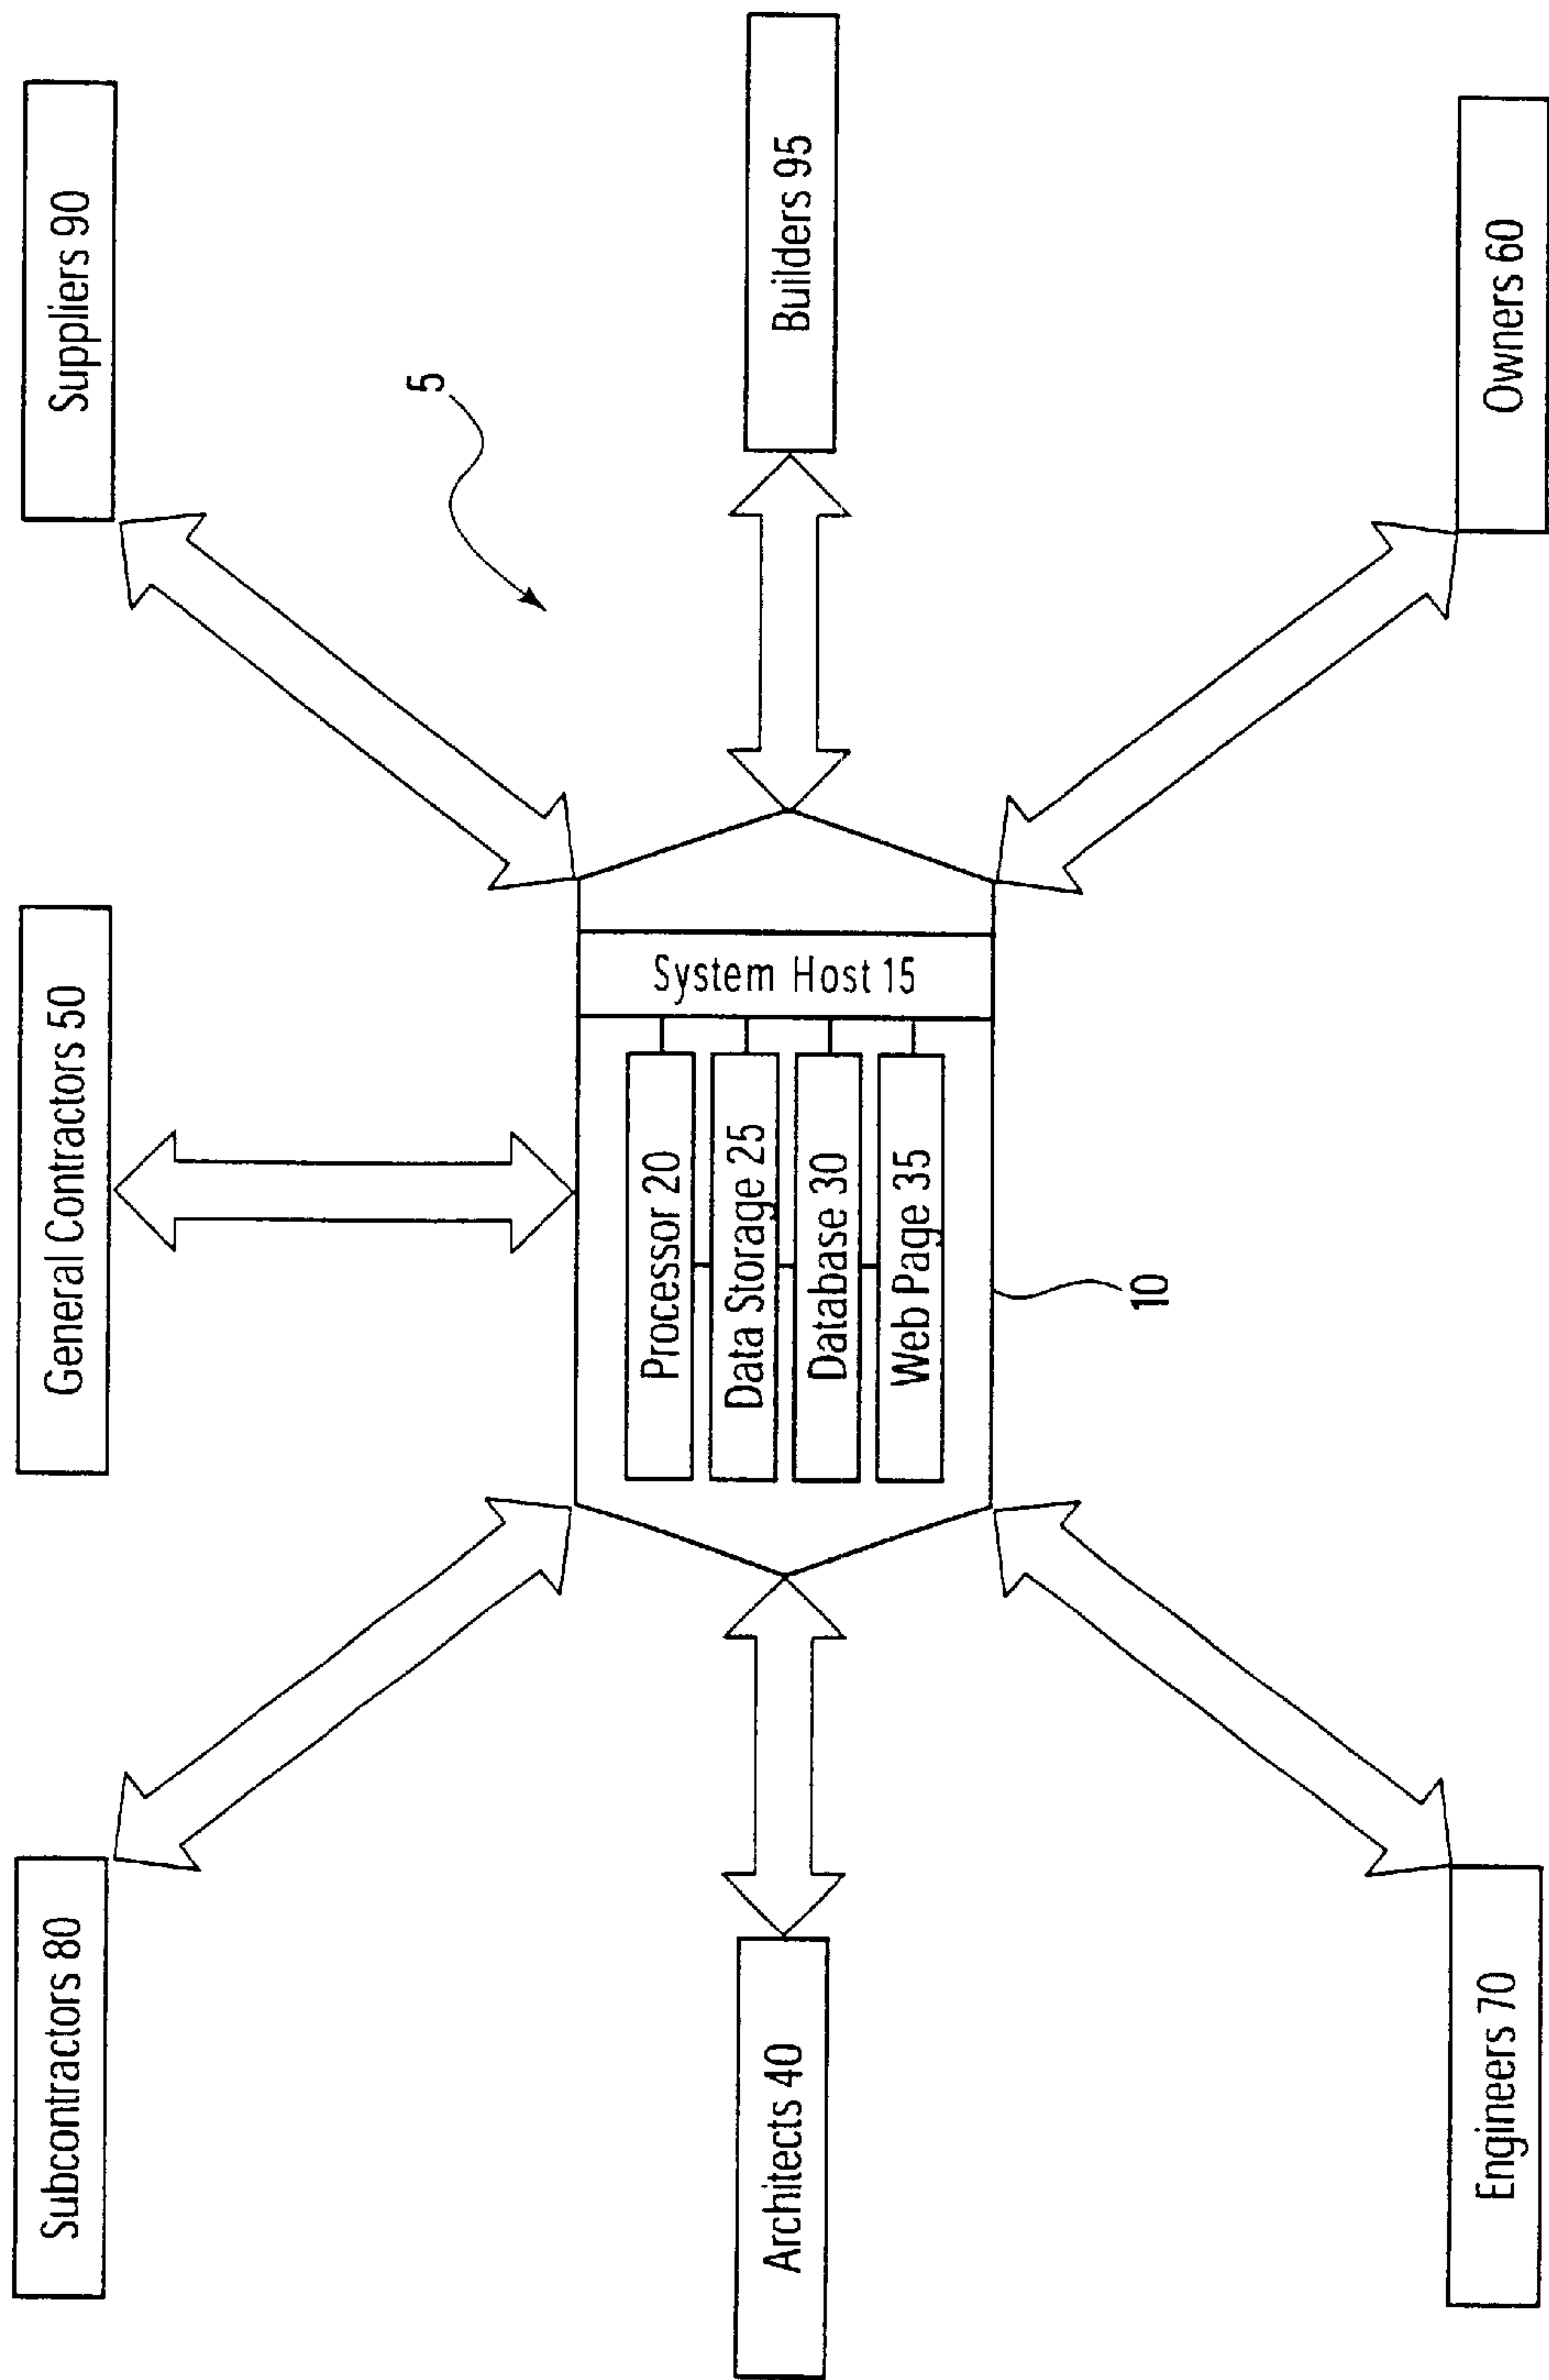 Subcontractors 80
General Contractors 50
Suppliers 90
5
Processor 20
Data Storage 25
Database 30
Web Page 35
System Host 15
Architects 40
Builders 95
10
Engineers 70
Owners 60